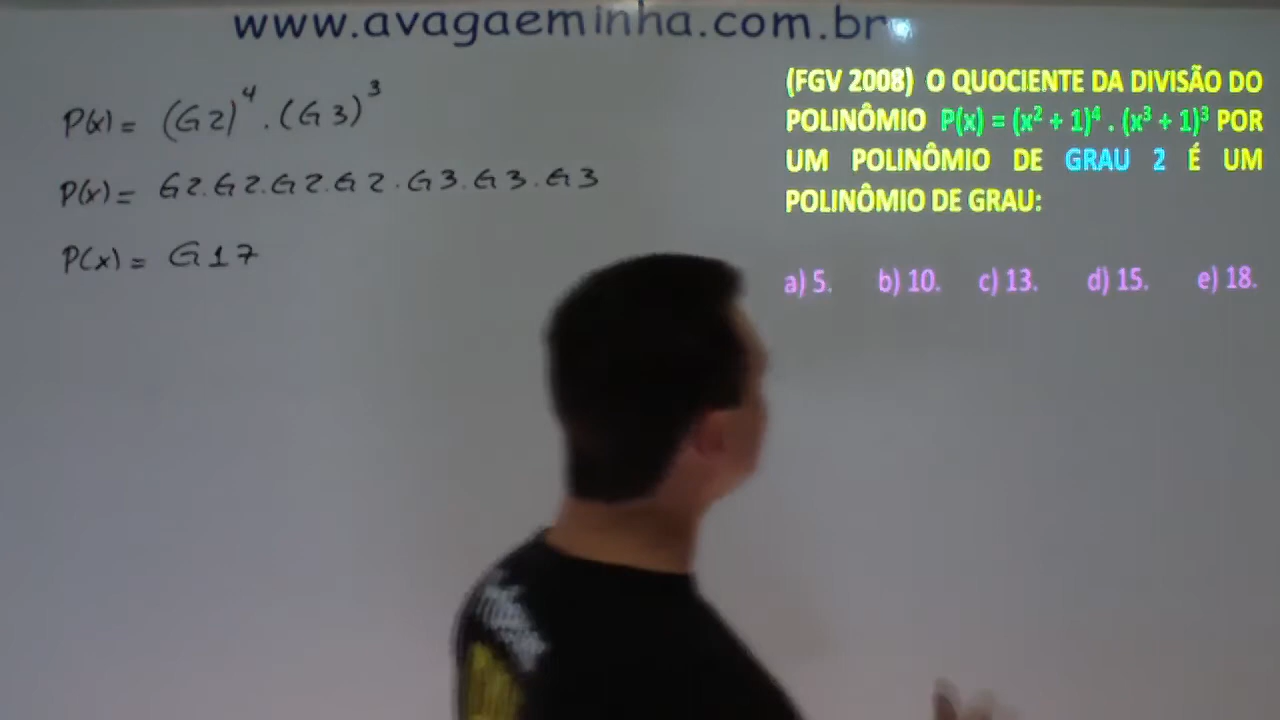 www.avagaeminha.com.br
P(x) = (G2)⁴ . (G3)³
P(x) = G2.G2.G2.G2.G3.G3.G3
P(x) = G17
(FGV 2008) O QUOCIENTE DA DIVISÃO DO
POLINÔMIO P(x) = (x² + 1)⁴ . (x³ + 1)³ POR
UM POLINÔMIO DE GRAU 2 É UM
POLINÔMIO DE GRAU:
a) 5. b) 10. c) 13. d) 15. e) 18.